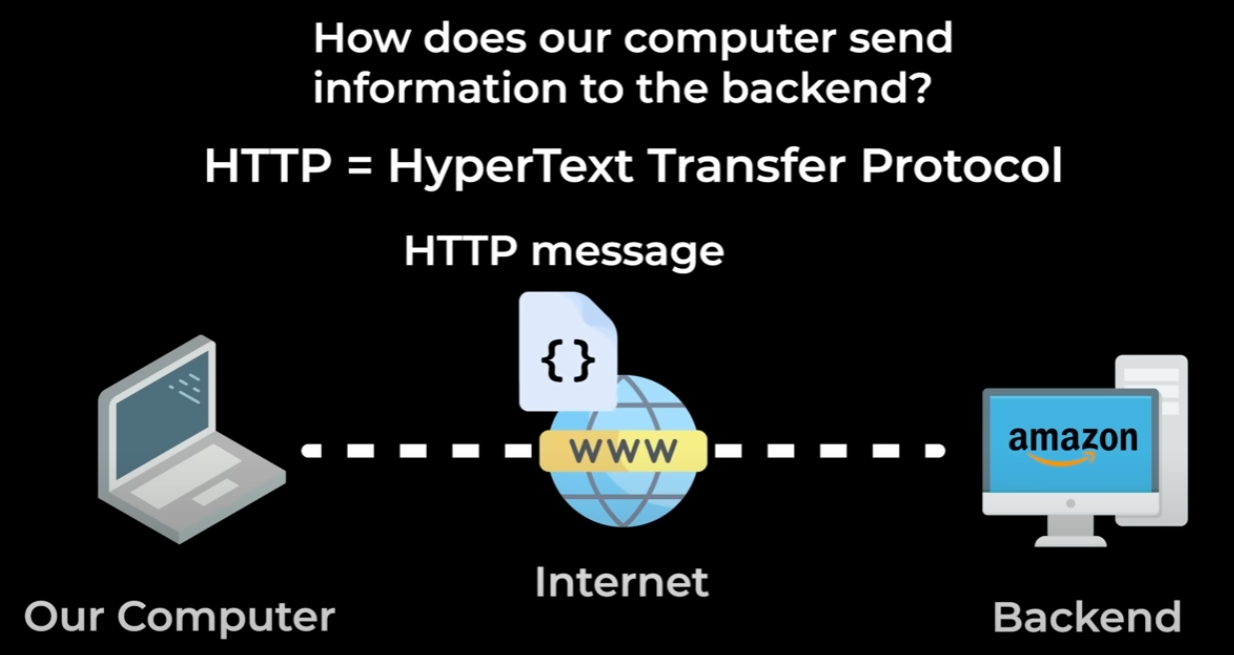 How does our computer send
information to the backend?
HTTP = HyperText Transfer Protocol
HTTP message
{}
WWW
amazon
Internet
Our Computer
Backend